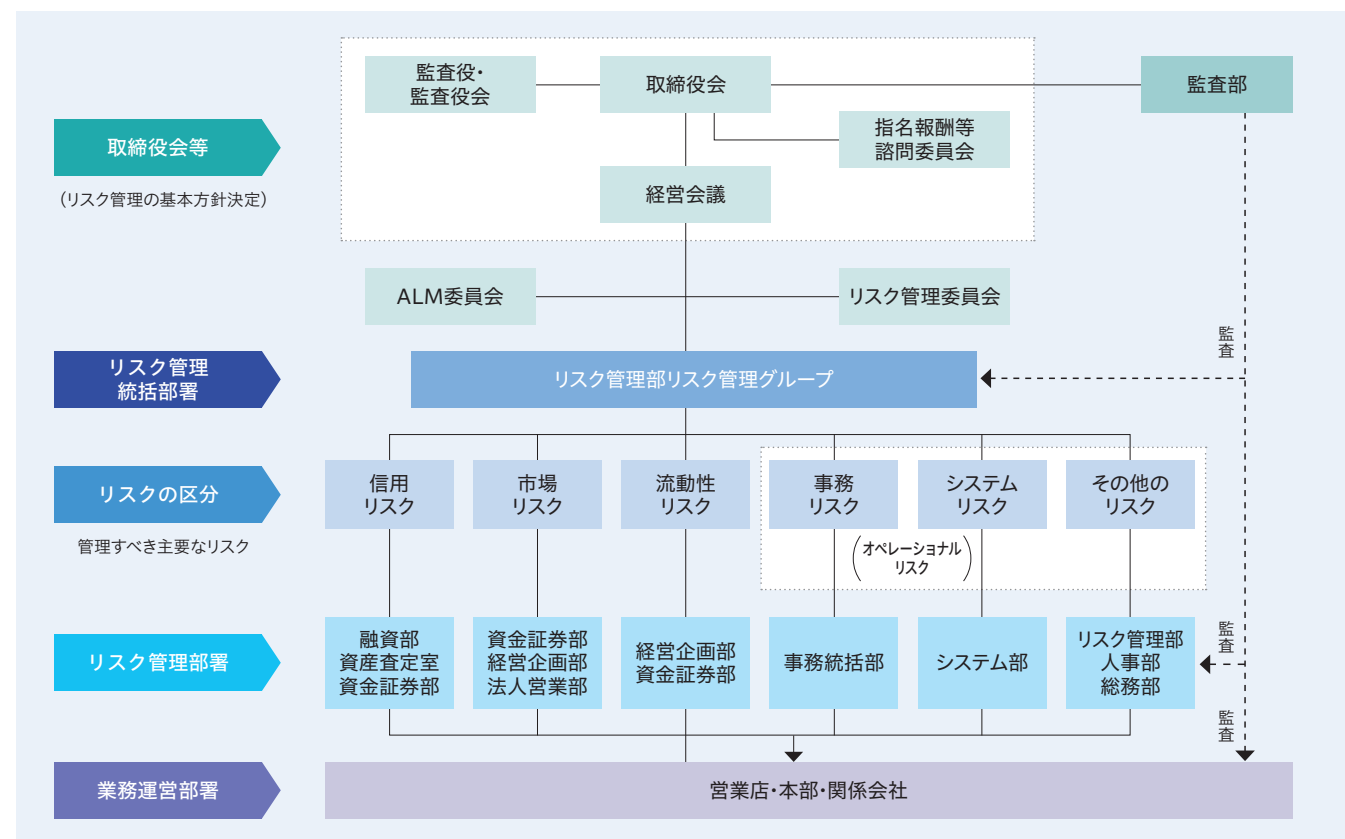 監査役・
監査役会
取締役会
監査部
指名報酬等
諮問委員会
取締役会等
(リスク管理の基本方針決定)
経営会議
ALM委員会
リスク管理委員会
監査
リスク管理
統括部署
リスク管理部リスク管理グループ
リスクの区分
管理すべき主要なリスク
信用
リスク
市場
リスク
流動性
リスク
事務
リスク
システム
リスク
その他の
リスク
(オペレーショナル
リスク)
リスク管理部署
融資部
資産査定室
資金証券部
資金証券部
経営企画部
法人営業部
経営企画部
資金証券部
事務統括部
システム部
リスク管理部
人事部
総務部
監査
監査
業務運営部署
営業店・本部・関係会社